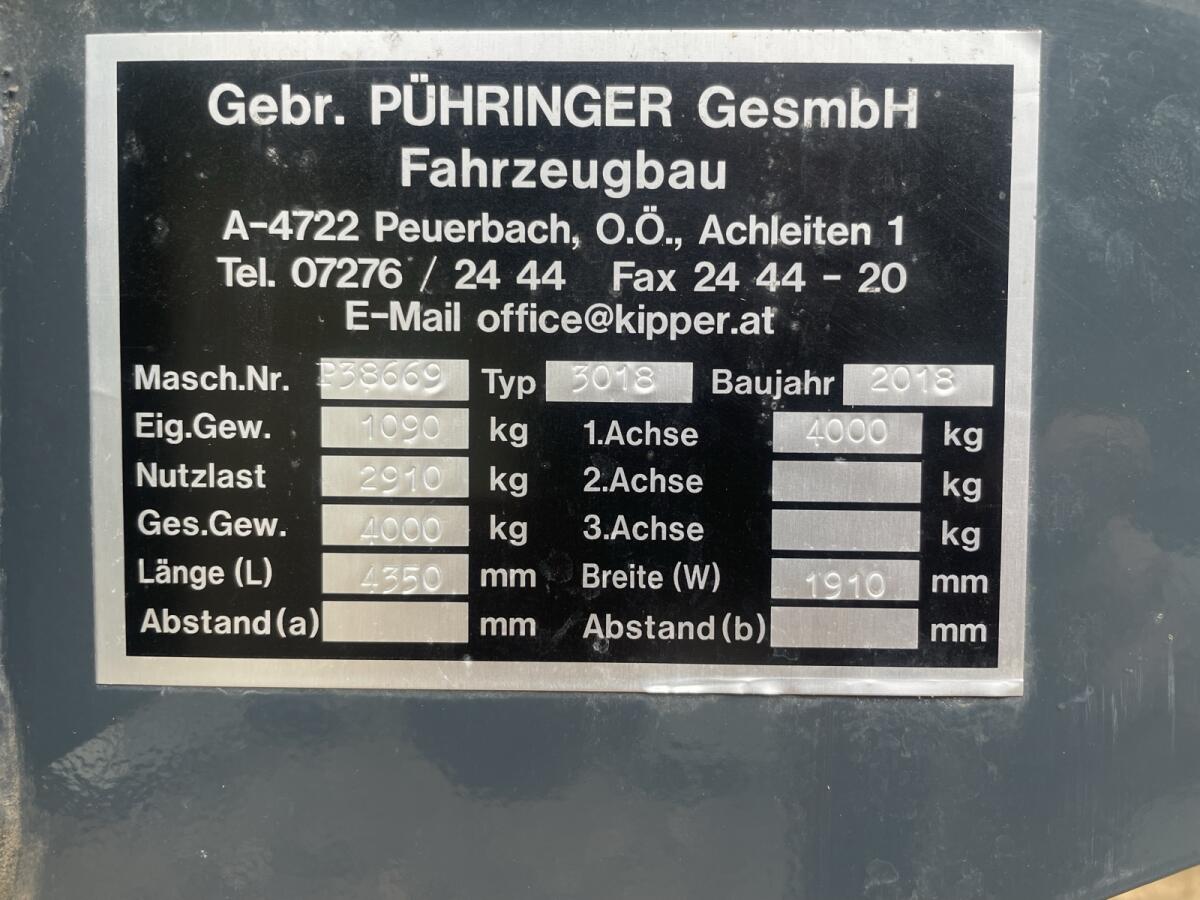 Gebr. PÜHRINGER GesmbH
Fahrzeugbau
A-4722 Peuerbach, O.Ö., Achleiten 1
Tel. 07276 / 24 44 Fax 24 44 - 20
E-Mail office@kipper.at
Masch.Nr. P38669 Typ 3018 Baujahr 2018
Eig.Gew. 1090 kg 1.Achse 4000 kg
Nutzlast 2910 kg 2.Achse kg
Ges.Gew. 4000 kg 3.Achse kg
Länge (L) 4350 mm Breite (W) 1910 mm
Abstand (a) mm Abstand (b) mm